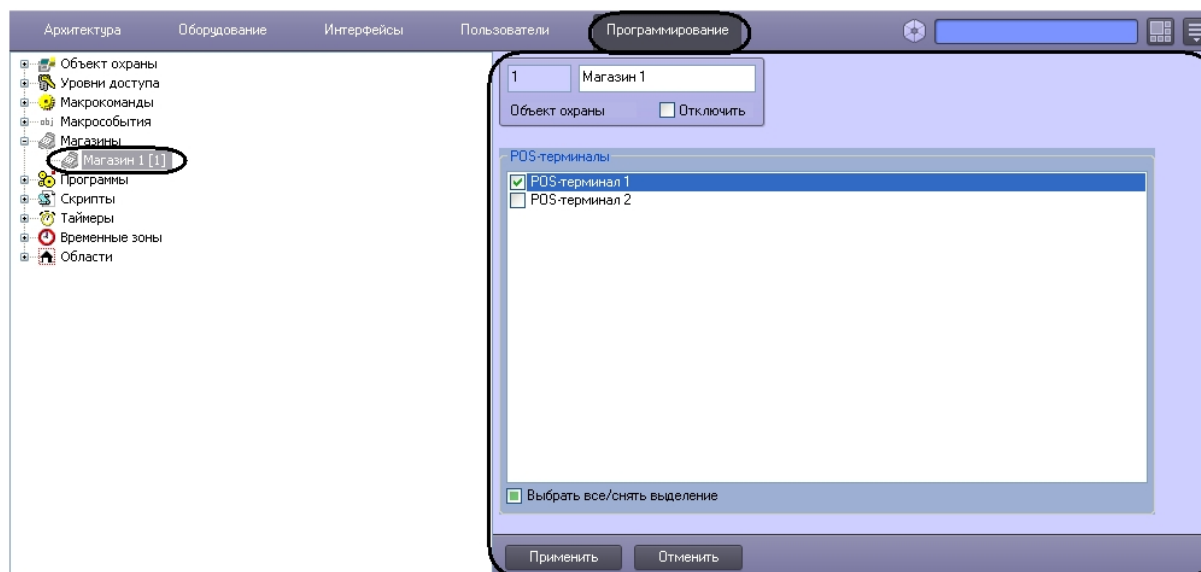 Архитектура Оборудование Интерфейсы Пользователи Программирование
Объект охраны
Уровни доступа
Макрокоманды
obj Макрособытия
Магазины
Магазин 1 [1]
Программы
Скрипты
Таймеры
Временные зоны
Области
1 Магазин 1
Объект охраны Отключить
POS-терминалы
POS-терминал 1
POS-терминал 2
Выбрать все/снять выделение
Применить Отменить